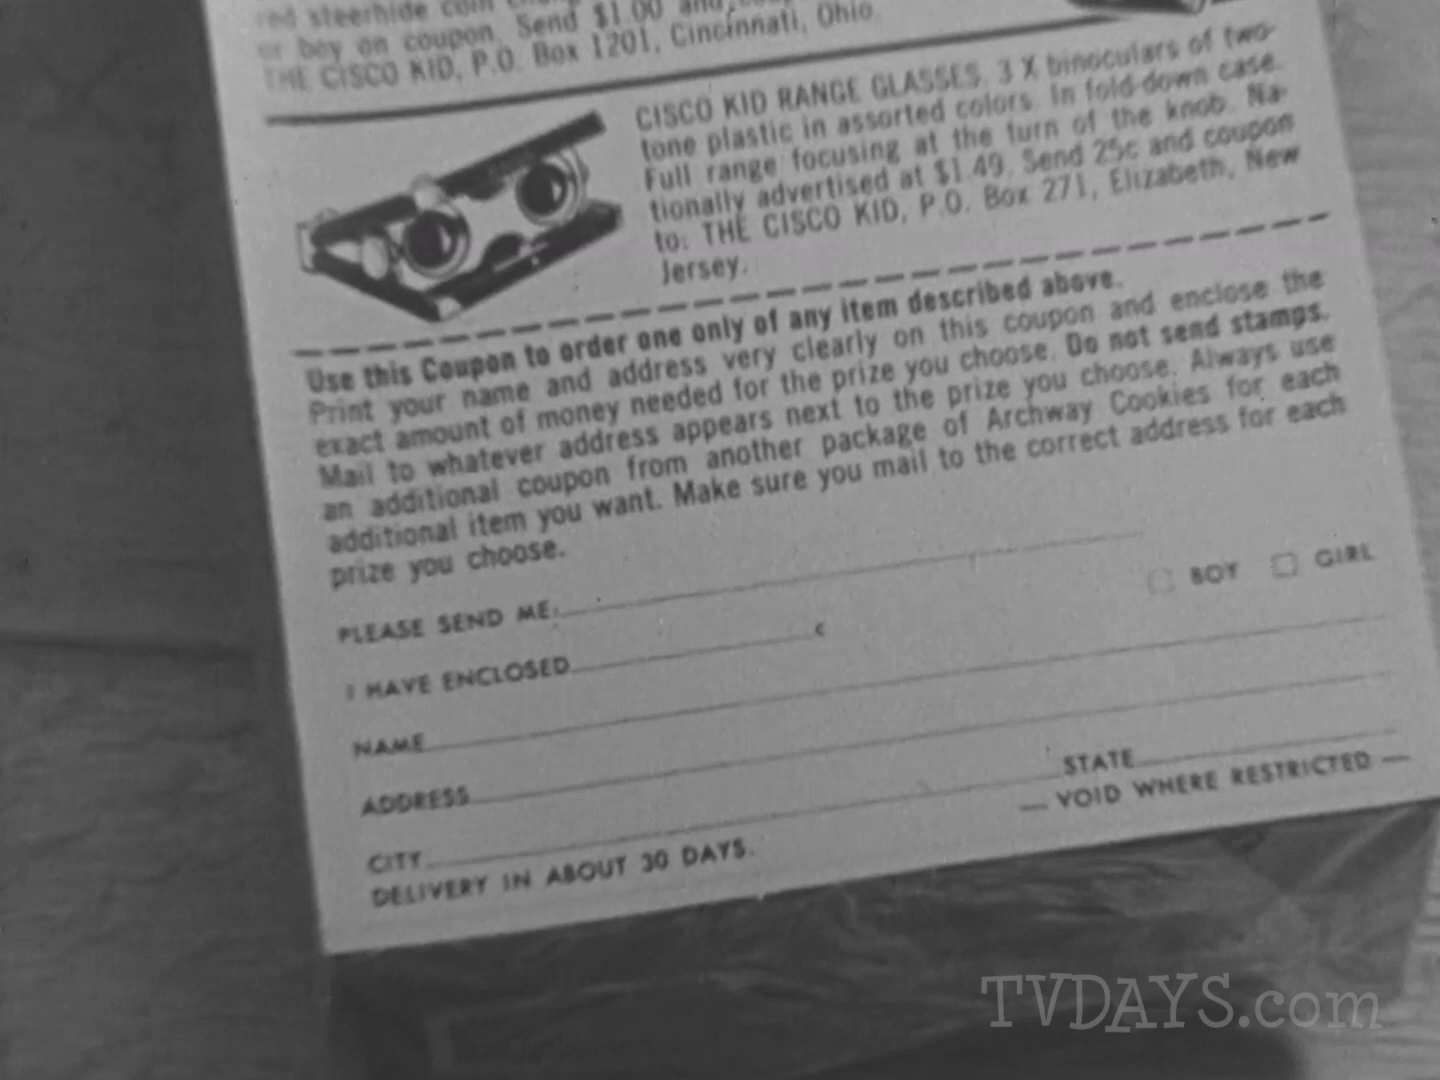 red steerhide coin
or boy on coupon. Send $1.00 and
THE CISCO KID, P.O. Box 1201, Cincinnati, Ohio.
CISCO KID RANGE GLASSES. 3 X binoculars of two-
tone plastic in assorted colors. In fold-down case.
Full range focusing at the turn of the knob. Na-
tionally advertised at $1.49. Send 25c and coupon
to: THE CISCO KID, P.O. Box 271, Elizabeth, New
Jersey.
Use this Coupon to order one only of any item described above.
Print your name and address very clearly on this coupon and enclose the
exact amount of money needed for the prize you choose. Do not send stamps.
Mail to whatever address appears next to the prize you choose. Always use
an additional coupon from another package of Archway Cookies for each
additional item you want. Make sure you mail to the correct address for each
prize you choose.
PLEASE SEND ME:
BOY GIRL
I HAVE ENCLOSED c
NAME
ADDRESS
CITY STATE
DELIVERY IN ABOUT 30 DAYS. — VOID WHERE RESTRICTED —
TVDAYS.com